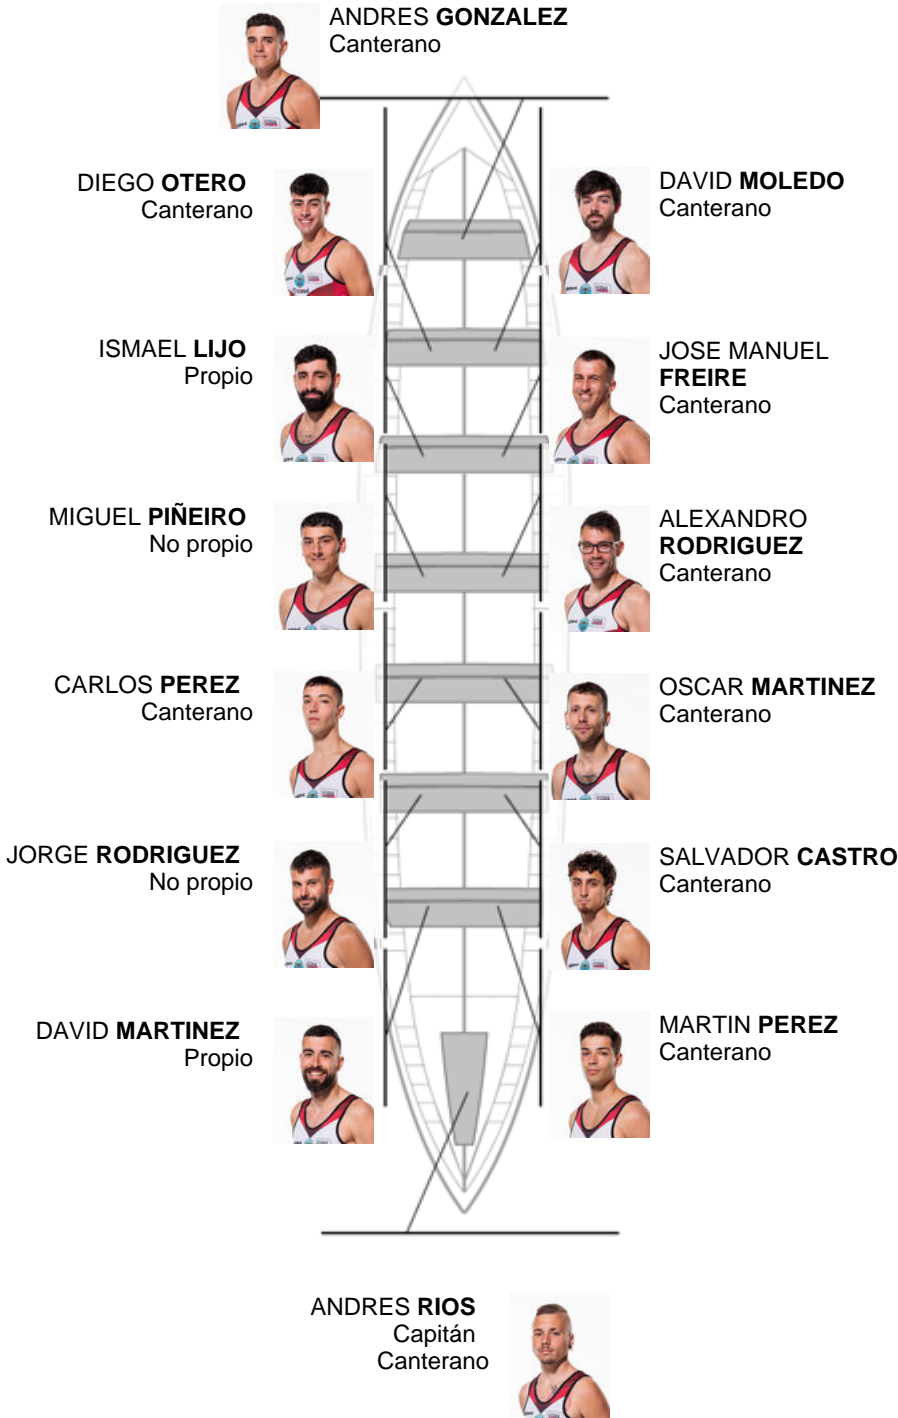 ANDRES GONZALEZ
Canterano
DIEGO OTERO
Canterano
DAVID MOLEDO
Canterano
ISMAEL LIJO
Propio
JOSE MANUEL
FREIRE
Canterano
MIGUEL PIÑEIRO
No propio
ALEXANDRO
RODRIGUEZ
Canterano
CARLOS PEREZ
Canterano
OSCAR MARTINEZ
Canterano
JORGE RODRIGUEZ
No propio
SALVADOR CASTRO
Canterano
DAVID MARTINEZ
Propio
MARTIN PEREZ
Canterano
ANDRES RIOS
Capitán
Canterano